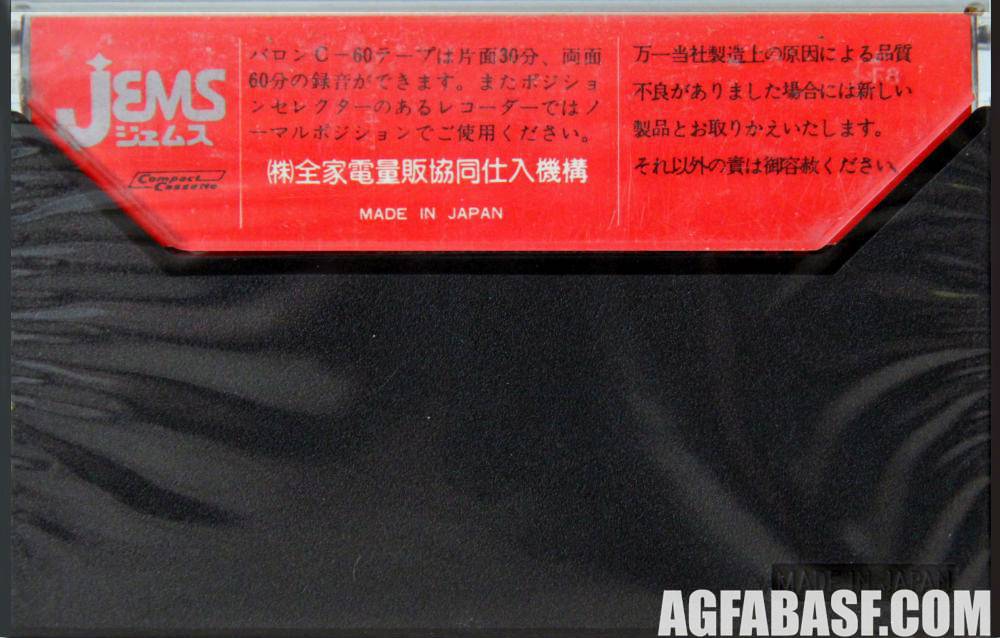 JEMS
ジェムス
Compact
Cassette
バロンC-60テープは片面30分、両面
60分の録音ができます。またポジショ
ンセレクターのあるレコーダーではノ
ーマルポジションでご使用ください。
㈱全家電量販協同仕入機構
MADE IN JAPAN
万一当社製造上の原因による品質
不良がありました場合には新しい
製品とお取りかえいたします。
それ以外の責は御容赦ください
MADE IN JAPAN
AGFABASF.COM